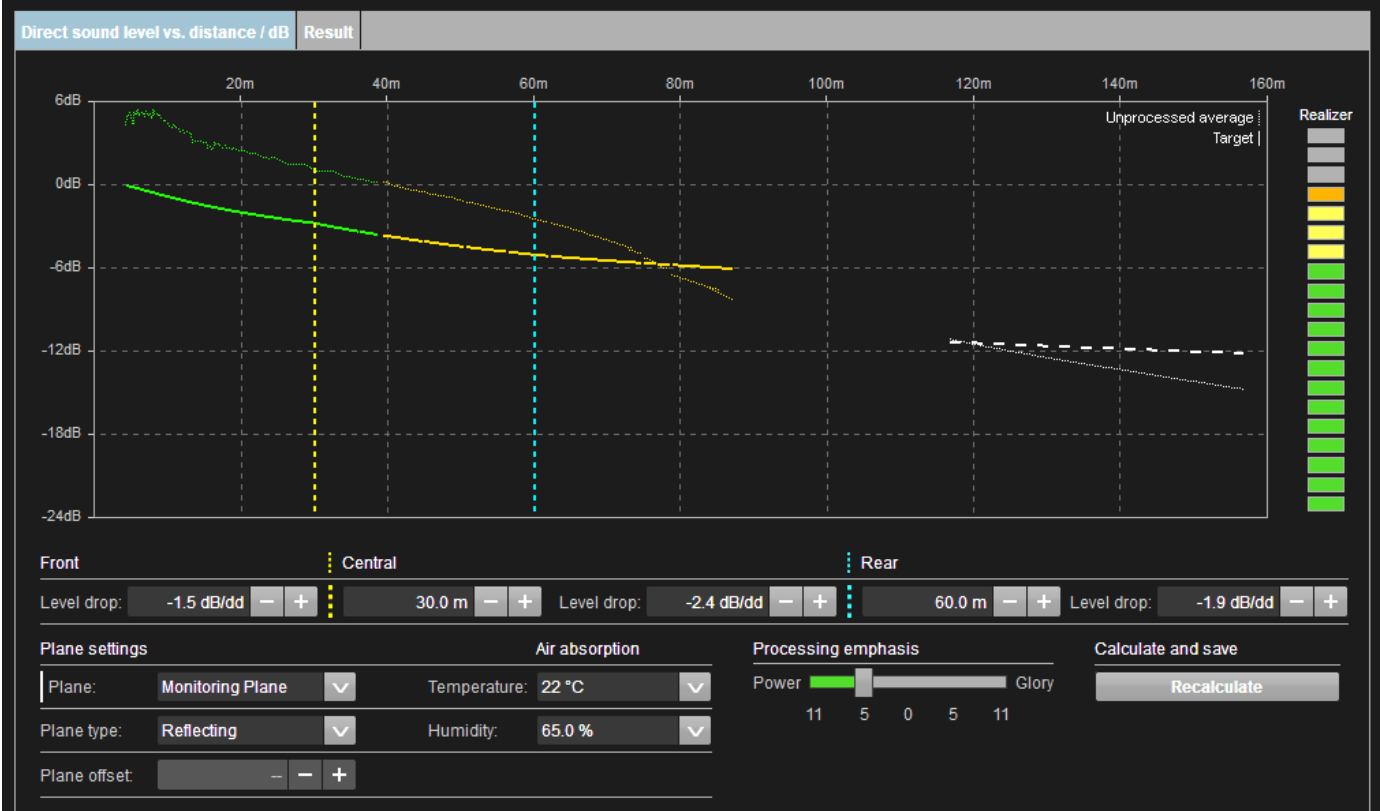 Direct sound level vs. distance / dB Result
20m 40m 60m 80m 100m 120m 140m 160m
6dB
Unprocessed average
Realizer
Target
0dB
-6dB
-12dB
-18dB
-24dB
Front Central Rear
Level drop: -1.5 dB/dd − + 30.0 m − + Level drop: -2.4 dB/dd − + 60.0 m − + Level drop: -1.9 dB/dd − +
Plane settings Air absorption Processing emphasis Calculate and save
Plane: Monitoring Plane Temperature: 22 °C Power Glory Recalculate
11 5 0 5 11
Plane type: Reflecting Humidity: 65.0 %
Plane offset: -- − +